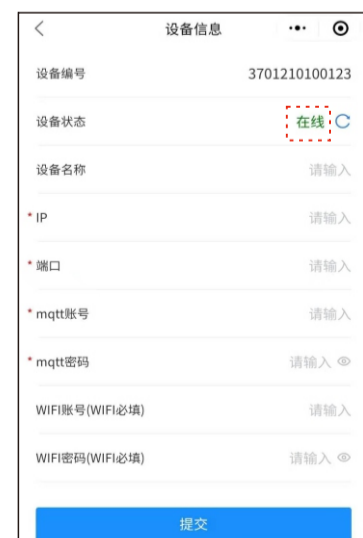 设备信息
设备编号 3701210100123
设备状态 在线
设备名称 请输入
* IP 请输入
* 端口 请输入
* mqtt账号 请输入
* mqtt密码 请输入
WIFI账号(WIFI必填) 请输入
WIFI密码(WIFI必填) 请输入
提交